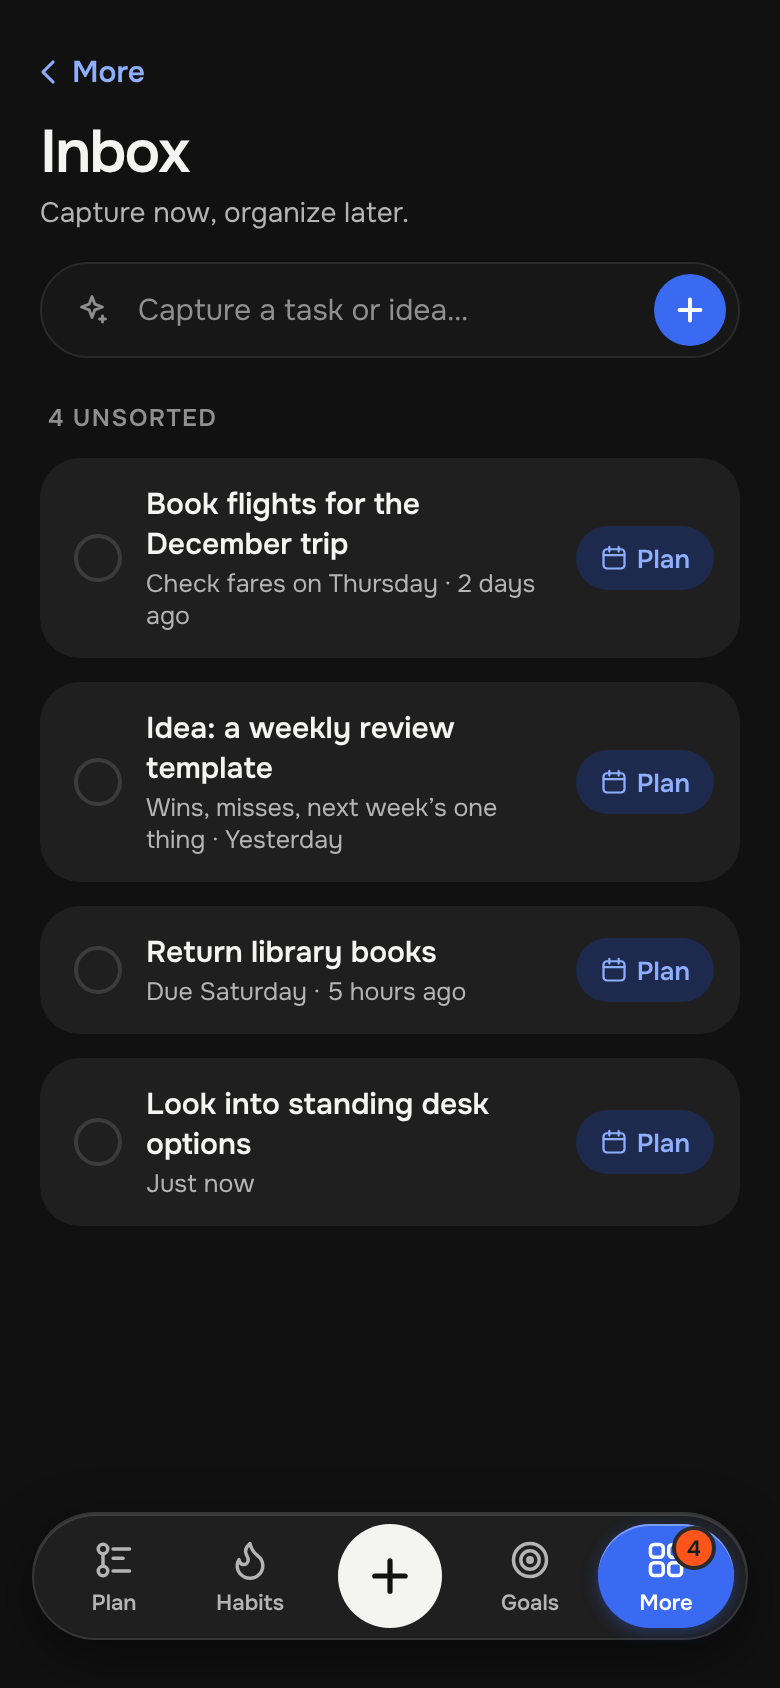 More
Inbox
Capture now, organize later.
Capture a task or idea...
4 UNSORTED
Book flights for the
December trip
Check fares on Thursday · 2 days
ago
Plan
Idea: a weekly review
template
Wins, misses, next week’s one
thing · Yesterday
Plan
Return library books
Due Saturday · 5 hours ago
Plan
Look into standing desk
options
Just now
Plan
Plan
Habits
Goals
4
More